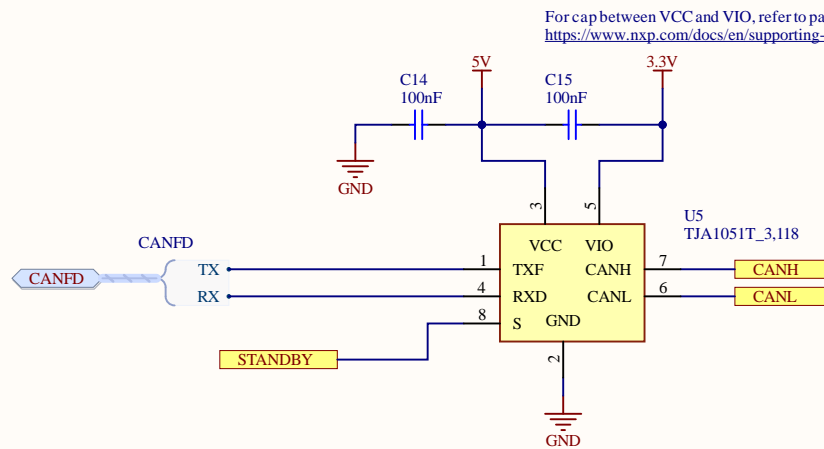 For cap between VCC and VIO, refer to pa
https://www.nxp.com/docs/en/supporting-
5V
3.3V
C14
100nF
C15
100nF
GND
3
5
U5
TJA1051T_3,118
CANFD
VCC
VIO
CANFD
TX
1
TXF
CANH
7
CANH
RX
4
RXD
CANL
6
CANL
8
S
GND
STANDBY
2
GND